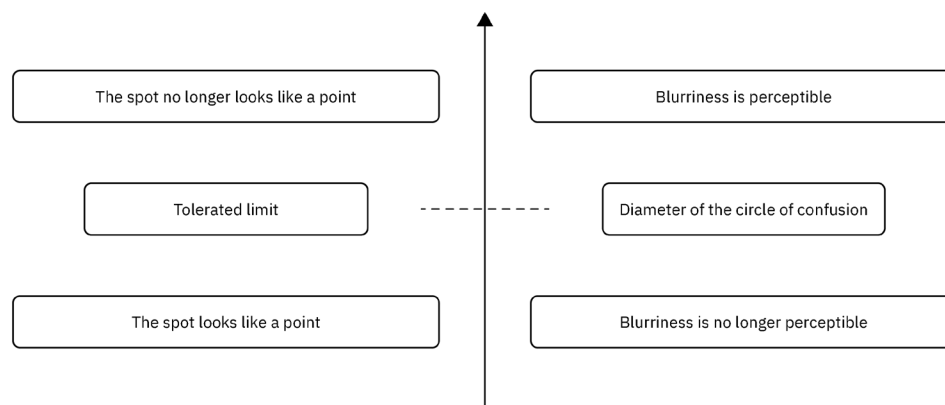 The spot no longer looks like a point
Blurriness is perceptible
Tolerated limit
Diameter of the circle of confusion
The spot looks like a point
Blurriness is no longer perceptible